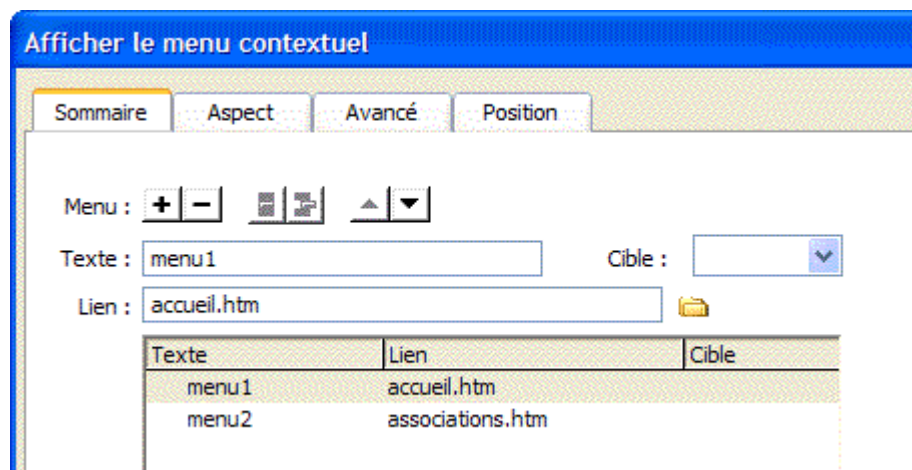 Afficher le menu contextuel
Sommaire Aspect Avancé Position
Menu :
Texte : menu1 Cible :
Lien : accueil.htm
Texte Lien Cible
menu1 accueil.htm
menu2 associations.htm